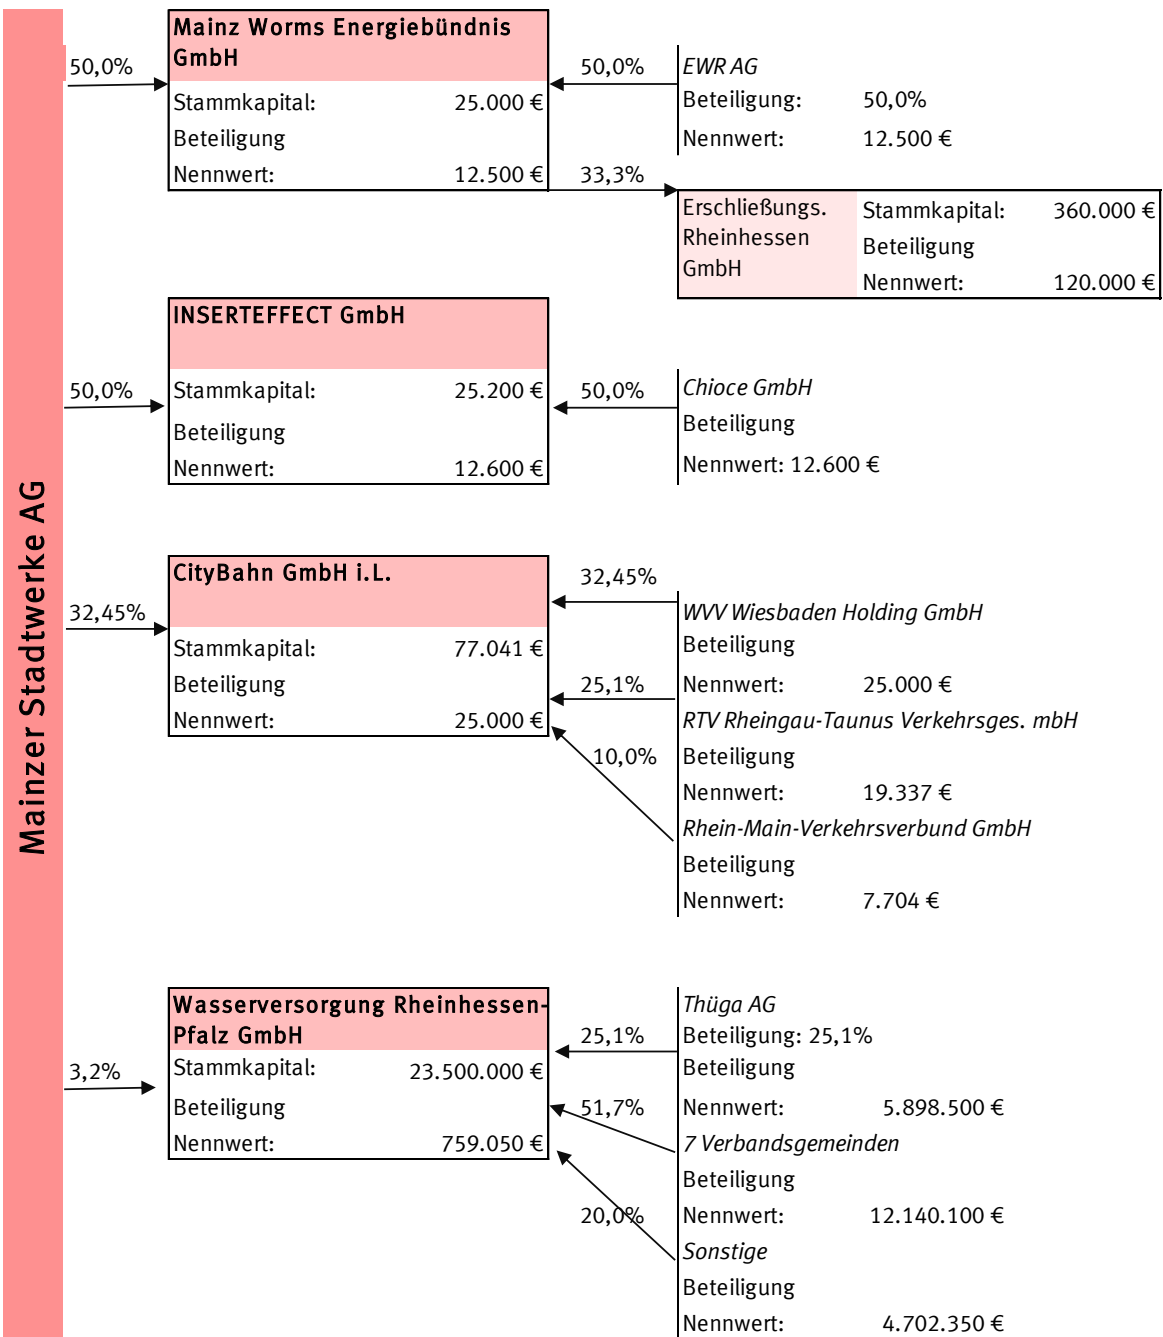 Mainzer Stadtwerke AG
Mainz Worms Energiebündnis
GmbH
50,0%
Stammkapital: 25.000 €
Beteiligung
Nennwert: 12.500 €
50,0%
EWR AG
Beteiligung: 50,0%
Nennwert: 12.500 €
33,3%
Erschließungs.
Rheinhessen
GmbH
Stammkapital: 360.000 €
Beteiligung
Nennwert: 120.000 €
INSERTEFFECT GmbH
50,0%
Stammkapital: 25.200 €
Beteiligung
Nennwert: 12.600 €
50,0%
Chioce GmbH
Beteiligung
Nennwert: 12.600 €
CityBahn GmbH i.L.
32,45%
Stammkapital: 77.041 €
Beteiligung
Nennwert: 25.000 €
32,45%
WVV Wiesbaden Holding GmbH
Beteiligung
Nennwert: 25.000 €
25,1%
RTV Rheingau-Taunus Verkehrsges. mbH
Beteiligung
Nennwert: 19.337 €
10,0%
Rhein-Main-Verkehrsverbund GmbH
Beteiligung
Nennwert: 7.704 €
Wasserversorgung Rheinhessen-
Pfalz GmbH
3,2%
Stammkapital: 23.500.000 €
Beteiligung
Nennwert: 759.050 €
25,1%
Thüga AG
Beteiligung: 25,1%
Beteiligung
Nennwert: 5.898.500 €
51,7%
7 Verbandsgemeinden
Beteiligung
Nennwert: 12.140.100 €
20,0%
Sonstige
Beteiligung
Nennwert: 4.702.350 €